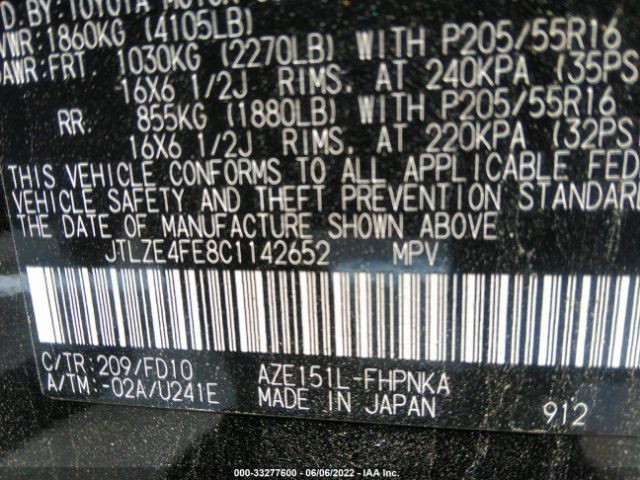 D.BY: TOYOTA MOTOR
VWR:1860KG (4105LB)
AWR:FRT. 1030KG (2270LB) WITH P205/55R16
16X6 1/2J RIMS. AT 240KPA (35PS
RR. 855KG (1880LB) WITH P205/55R16
16X6 1/2J RIMS. AT 220KPA (32PS
THIS VEHICLE CONFORMS TO ALL APPLICABLE FED
VEHICLE SAFETY AND THEFT PREVENTION STANDAR
THE DATE OF MANUFACTURE SHOWN ABOVE.
JTLZE4FE8C1142652 MPV
C/TR:209/FD10 AZE151L-FHPNKA
A/TM:-02A/U241E MADE IN JAPAN 912
000-33277600 - 06/06/2022 - IAA Inc.